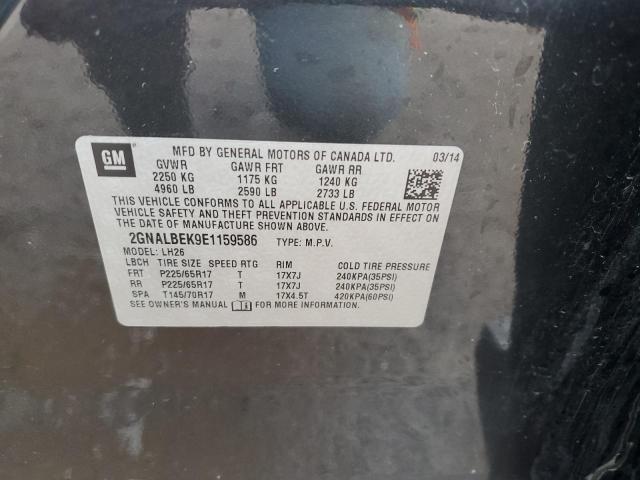 GM
MFD BY GENERAL MOTORS OF CANADA LTD. 03/14
GVWR GAWR FRT GAWR RR
2250 KG 1175 KG 1240 KG
4960 LB 2590 LB 2733 LB
THIS VEHICLE CONFORMS TO ALL APPLICABLE U.S. FEDERAL MOTOR
VEHICLE SAFETY AND THEFT PREVENTION STANDARDS IN EFFECT ON
THE DATE OF MANUFACTURE SHOWN ABOVE.
2GNALBEK9E1159586 TYPE: M.P.V.
MODEL: LH26
LBCH TIRE SIZE SPEED RTG RIM COLD TIRE PRESSURE
FRT P225/65R17 T 17X7J 240KPA(35PSI)
RR P225/65R17 T 17X7J 240KPA(35PSI)
SPA T145/70R17 M 17X4.5T 420KPA(60PSI)
SEE OWNER'S MANUAL FOR MORE INFORMATION.